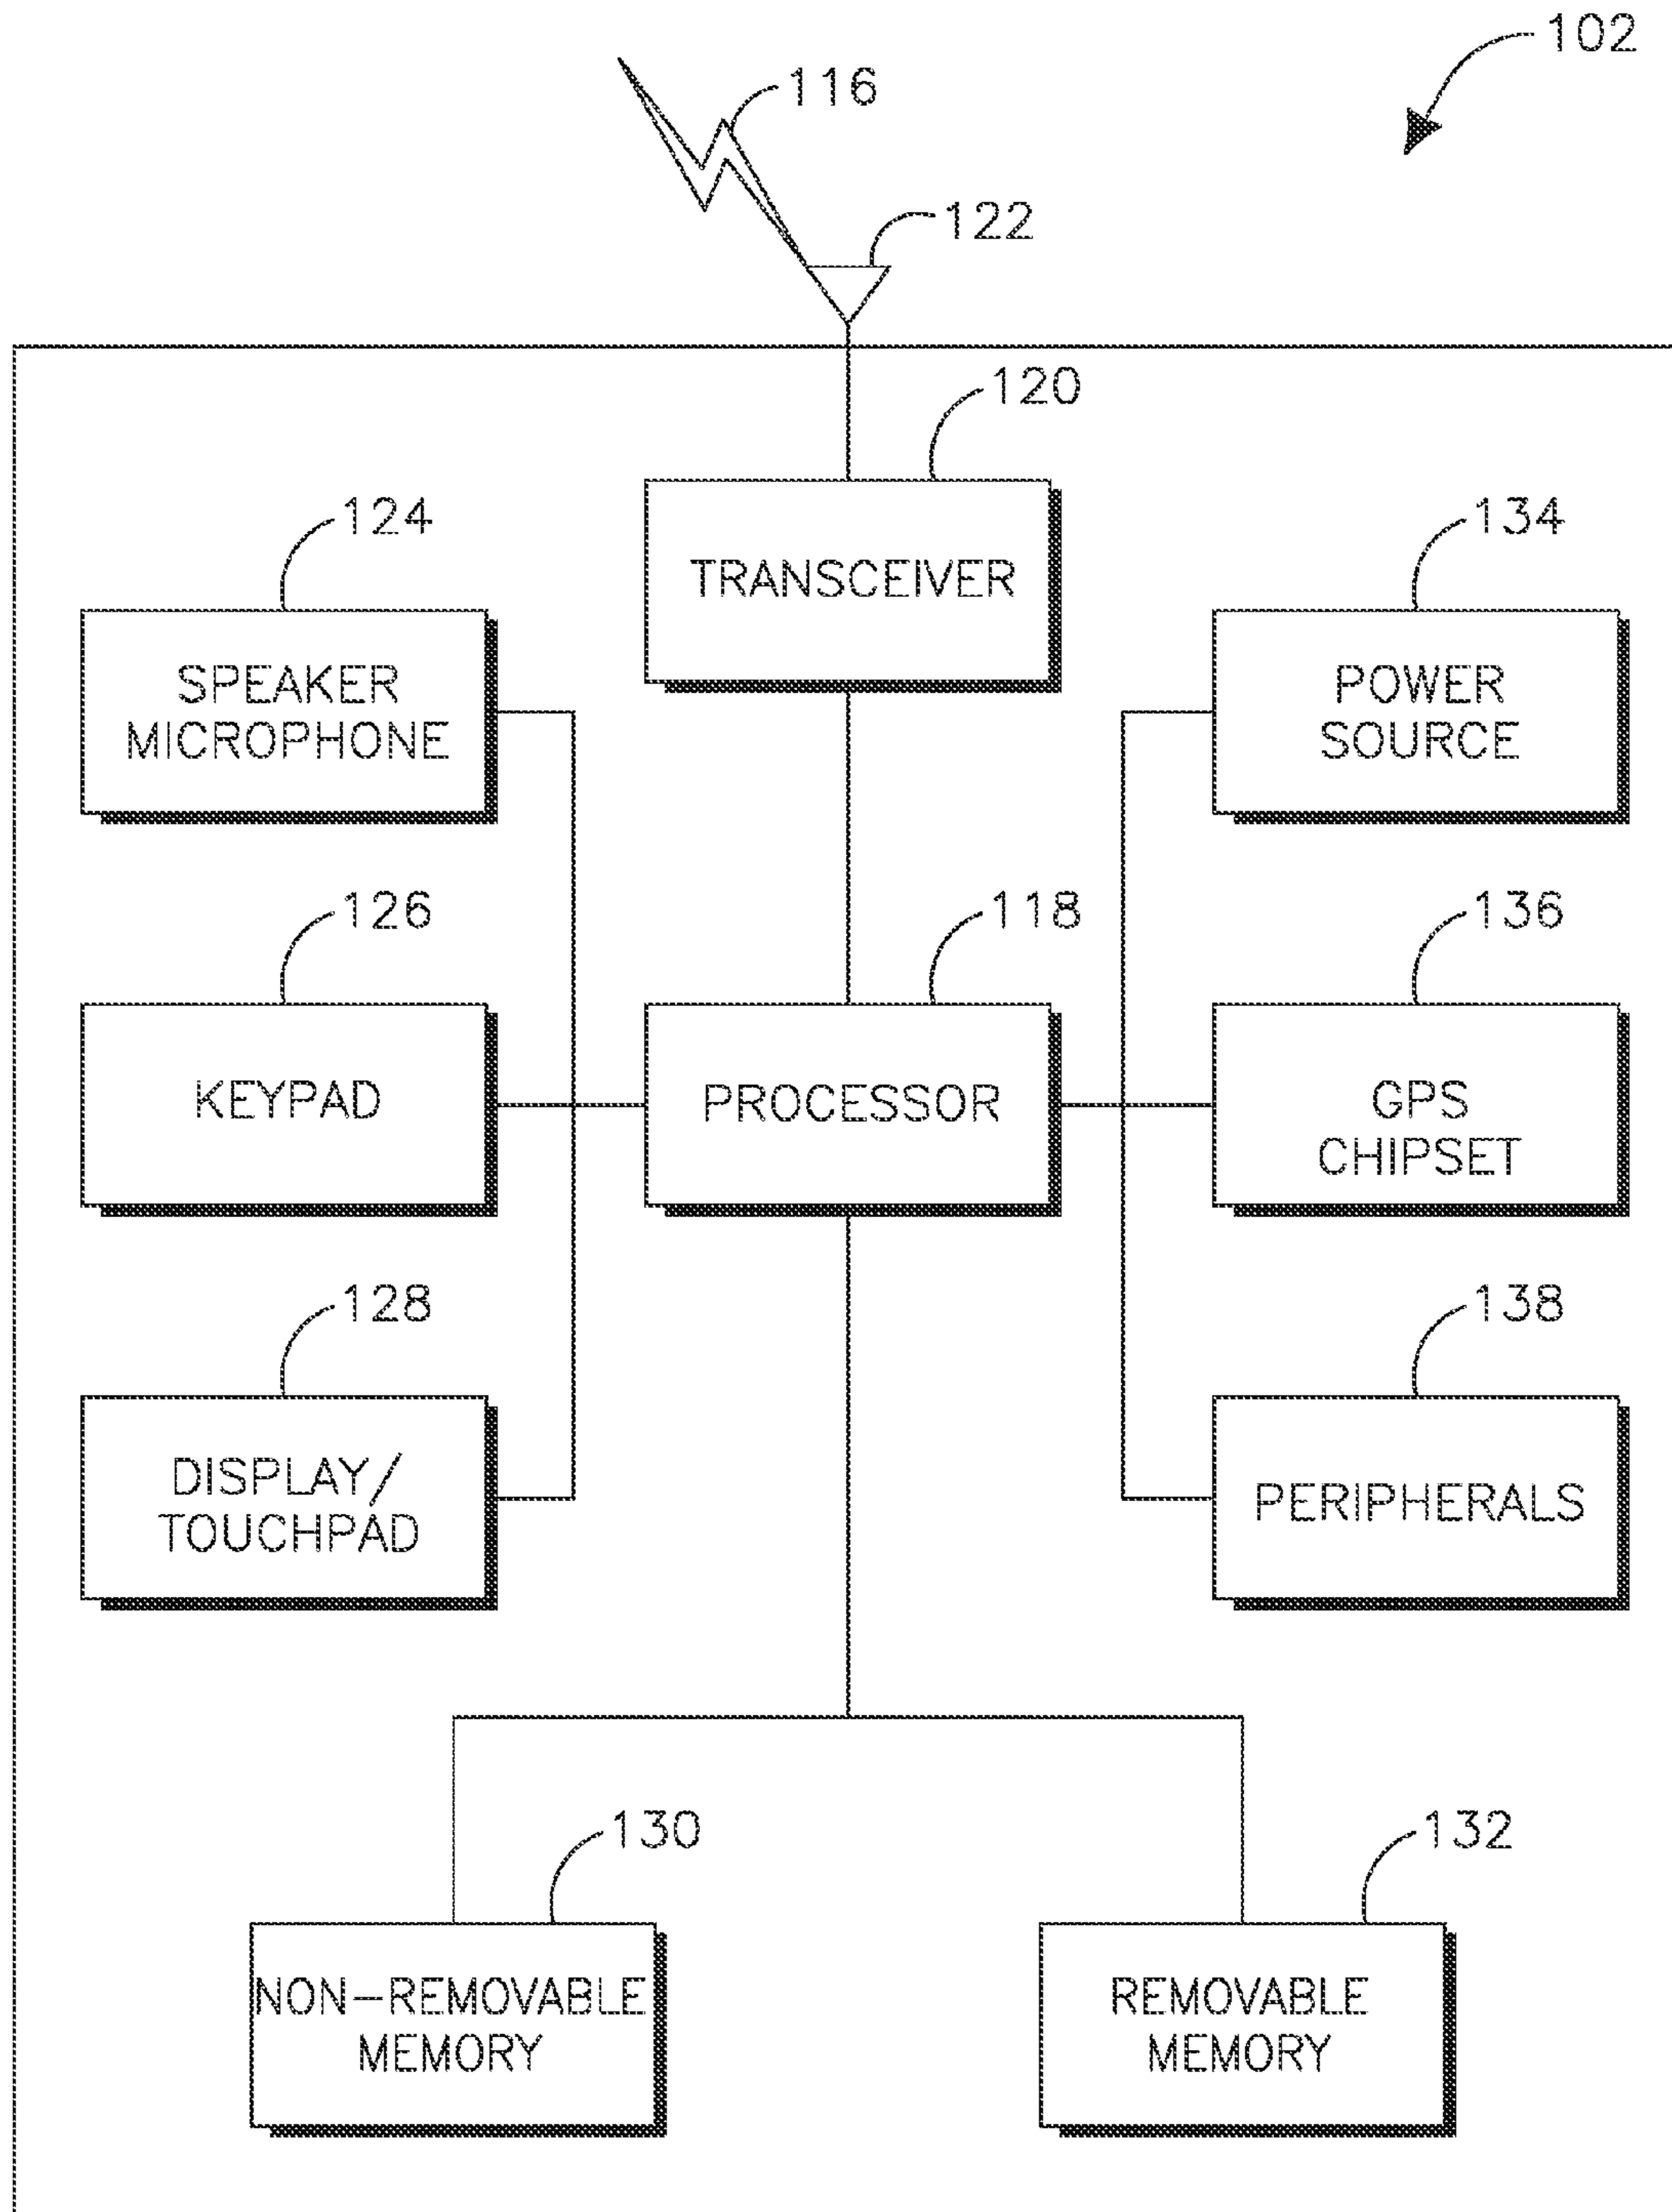 102
116
122
120
TRANSCEIVER
124
SPEAKER
MICROPHONE
134
POWER
SOURCE
126
KEYPAD
118
PROCESSOR
136
GPS
CHIPSET
128
DISPLAY/
TOUCHPAD
138
PERIPHERALS
130
NON-REMOVABLE
MEMORY
132
REMOVABLE
MEMORY